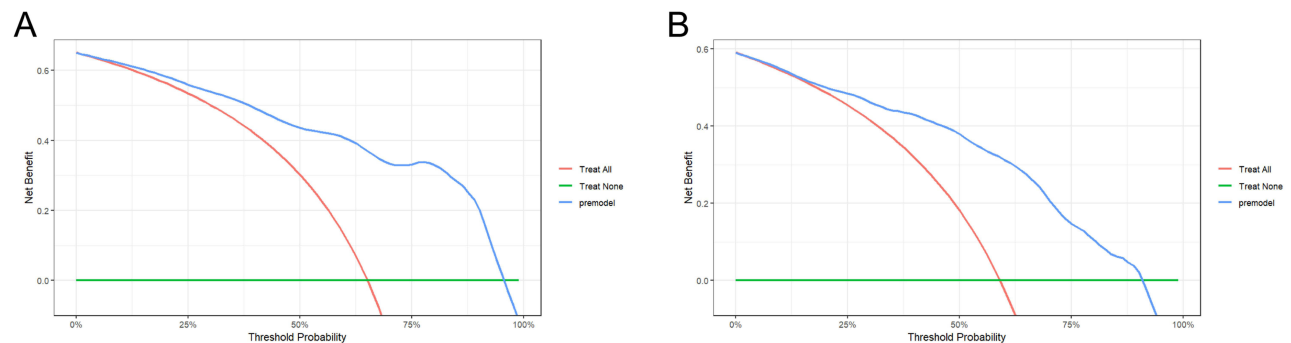 A
Net Benefit
0.6
0.4
0.2
0.0
0%
25%
50%
75%
100%
Threshold Probability
Treat All
Treat None
premodel
B
Net Benefit
0.6
0.4
0.2
0.0
0%
25%
50%
75%
100%
Threshold Probability
Treat All
Treat None
premodel